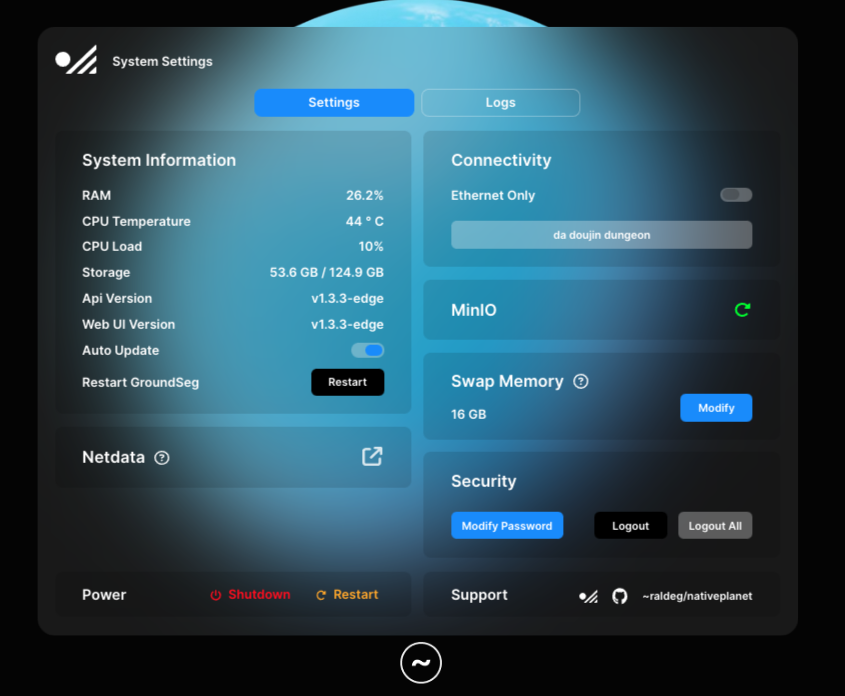 System Settings
Settings
Logs
System Information
RAM 26.2%
CPU Temperature 44 ° C
CPU Load 10%
Storage 53.6 GB / 124.9 GB
Api Version v1.3.3-edge
Web UI Version v1.3.3-edge
Auto Update
Restart GroundSeg Restart
Netdata ?
Connectivity
Ethernet Only
da doujin dungeon
MinIO
Swap Memory ?
16 GB Modify
Security
Modify Password Logout Logout All
Power Shutdown Restart
Support ~raldeg/nativeplanet
~